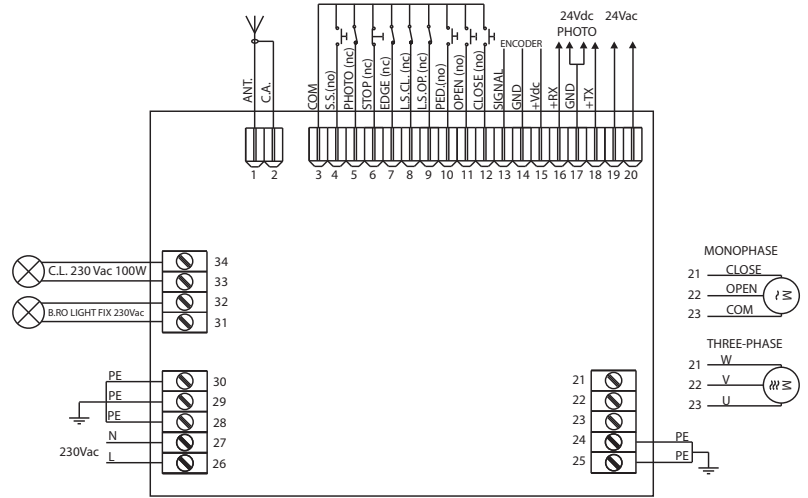 24Vdc
PHOTO
24Vac
ENCODER
ANT.
C.A.
COM
S.S.(no)
PHOTO (nc)
STOP (nc)
EDGE (nc)
L.S.CL. (nc)
L.S.OP. (nc)
PED.(no)
OPEN (no)
CLOSE (no)
SIGNAL
GND
+Vdc
+RX
GND
+TX
1 2 3 4 5 6 7 8 9 10 11 12 13 14 15 16 17 18 19 20
C.L. 230 Vac 100W
34
33
B.RO LIGHT FIX 230Vac
32
31
PE 30
PE 29
PE 28
230Vac
N 27
L 26
21
22
23
24 PE
25 PE
MONOPHASE
21 CLOSE
22 OPEN
23 COM
M
~
THREE-PHASE
21 W
22 V
23 U
M